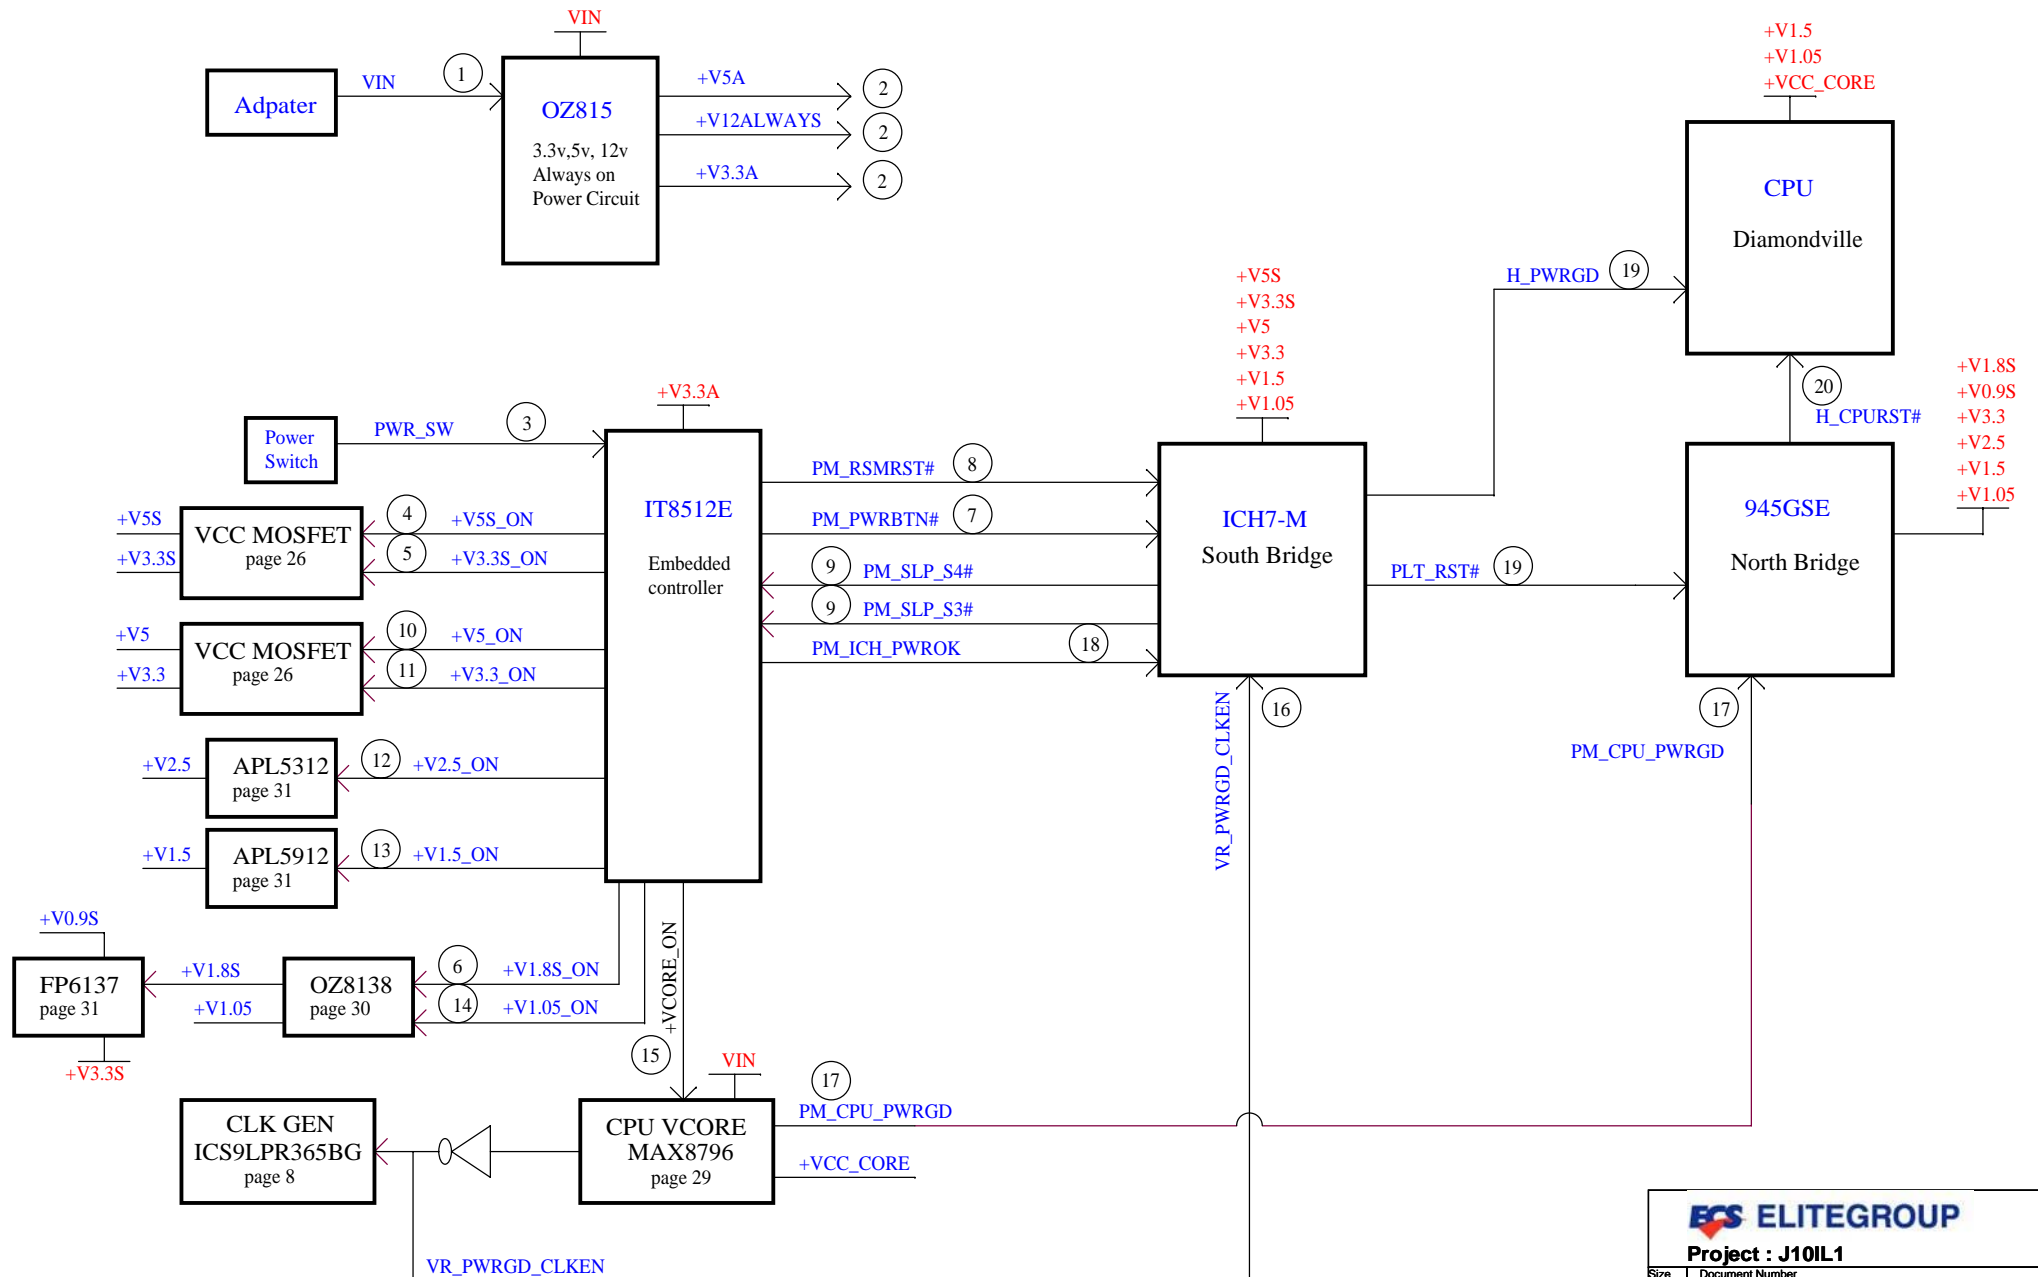 VIN
Adpater
VIN
1
OZ815
3.3v,5v, 12v
Always on
Power Circuit
+V5A
2
+V12ALWAYS
2
+V3.3A
2
+V1.5
+V1.05
+VCC_CORE
CPU
Diamondville
H_PWRGD
19
+V5S
+V3.3S
+V5
+V3.3
+V1.5
+V1.05
20
H_CPURST#
+V1.8S
+V0.9S
+V3.3
+V2.5
+V1.5
+V1.05
+V3.3A
Power
Switch
PWR_SW
3
IT8512E
Embedded
controller
PM_RSMRST#
8
PM_PWRBTN#
7
9
PM_SLP_S4#
9
PM_SLP_S3#
PM_ICH_PWROK
18
ICH7-M
South Bridge
PLT_RST#
19
945GSE
North Bridge
+V5S
+V3.3S
VCC MOSFET
page 26
4
+V5S_ON
5
+V3.3S_ON
+V5
+V3.3
VCC MOSFET
page 26
10
+V5_ON
11
+V3.3_ON
VR_PWRGD_CLKEN
16
17
PM_CPU_PWRGD
+V2.5
APL5312
page 31
12
+V2.5_ON
+V1.5
APL5912
page 31
13
+V1.5_ON
+V0.9S
FP6137
page 31
+V3.3S
+V1.8S
+V1.05
OZ8138
page 30
6
+V1.8S_ON
14
+V1.05_ON
+VCORE_ON
15
VIN
CLK GEN
ICS9LPR365BG
page 8
CPU VCORE
MAX8796
page 29
17
PM_CPU_PWRGD
+VCC_CORE
VR_PWRGD_CLKEN
ECS ELITEGROUP
Project : J10IL1
Size
Document Number